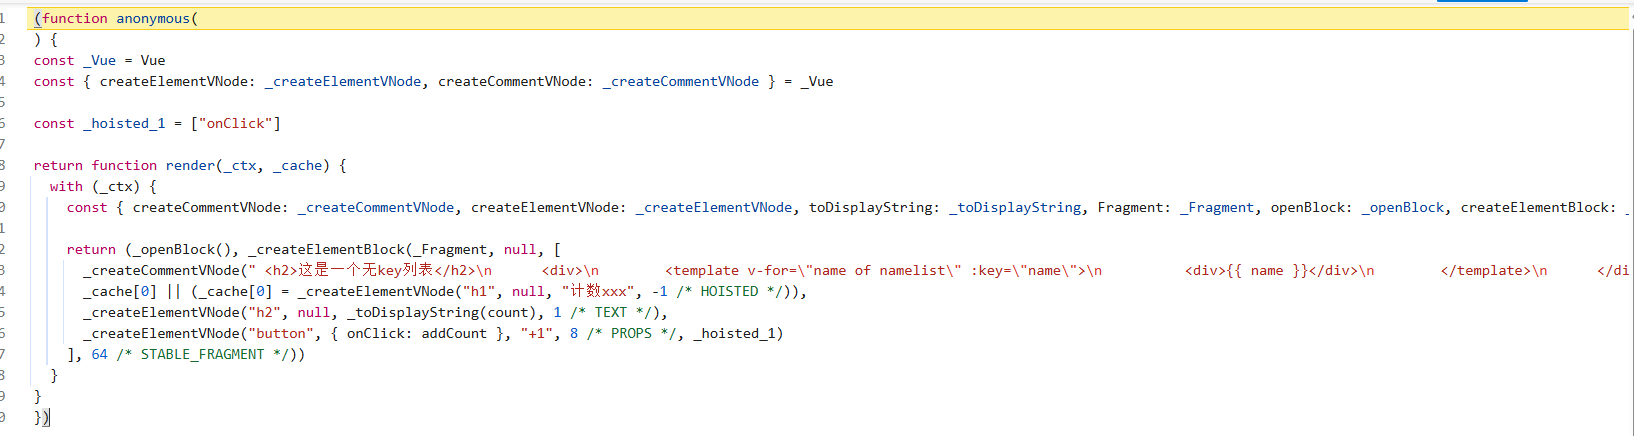 1 (function anonymous(
2 ) {
3 const _Vue = Vue
4 const { createElementVNode: _createElementVNode, createCommentVNode: _createCommentVNode } = _Vue
5
6 const _hoisted_1 = ["onClick"]
7
8 return function render(_ctx, _cache) {
9 with (_ctx) {
0 const { createCommentVNode: _createCommentVNode, createElementVNode: _createElementVNode, toDisplayString: _toDisplayString, Fragment: _Fragment, openBlock: _openBlock, createElementBlock: _
1
2 return (_openBlock(), _createElementBlock(_Fragment, null, [
3 _createCommentVNode(" <h2>这是一个无key列表</h2>\n <div>\n <template v-for=\"name of namelist\" :key=\"name\">\n <div>{{ name }}</div>\n </template>\n </di
4 _cache[0] || (_cache[0] = _createElementVNode("h1", null, "计数xxx", -1 /* HOISTED */)),
5 _createElementVNode("h2", null, _toDisplayString(count), 1 /* TEXT */),
6 _createElementVNode("button", { onClick: addCount }, "+1", 8 /* PROPS */, _hoisted_1)
7 ], 64 /* STABLE_FRAGMENT */))
8 }
9 }
0 })